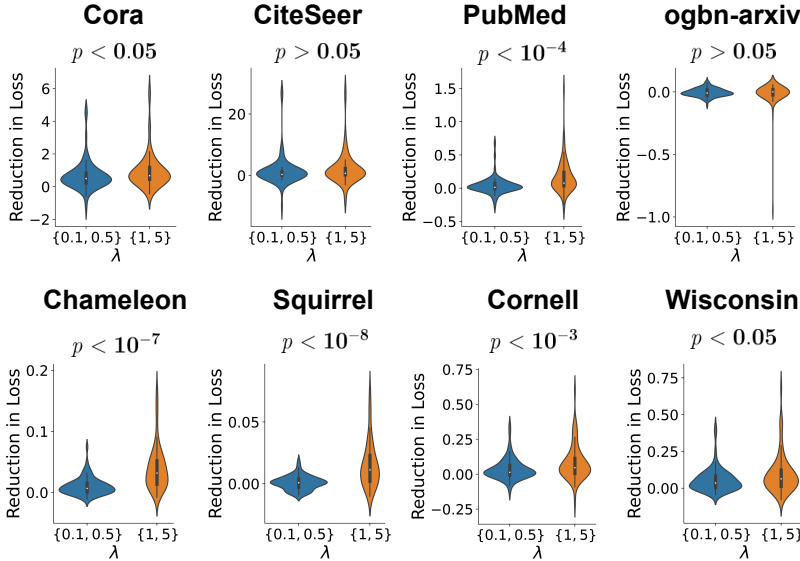 Cora
p < 0.05
Reduction in Loss
6
4
2
0
−2
{0.1, 0.5} {1, 5}
λ
CiteSeer
p > 0.05
Reduction in Loss
20
0
{0.1, 0.5} {1, 5}
λ
PubMed
p < 10⁻⁴
Reduction in Loss
1.5
1.0
0.5
0.0
−0.5
{0.1, 0.5} {1, 5}
λ
ogbn-arxiv
p > 0.05
Reduction in Loss
0.0
−0.5
−1.0
{0.1, 0.5} {1, 5}
λ
Chameleon
p < 10⁻⁷
Reduction in Loss
0.2
0.1
0.0
{0.1, 0.5} {1, 5}
λ
Squirrel
p < 10⁻⁸
Reduction in Loss
0.05
0.00
{0.1, 0.5} {1, 5}
λ
Cornell
p < 10⁻³
Reduction in Loss
0.75
0.50
0.25
0.00
−0.25
{0.1, 0.5} {1, 5}
λ
Wisconsin
p < 0.05
Reduction in Loss
0.75
0.50
0.25
0.00
{0.1, 0.5} {1, 5}
λ